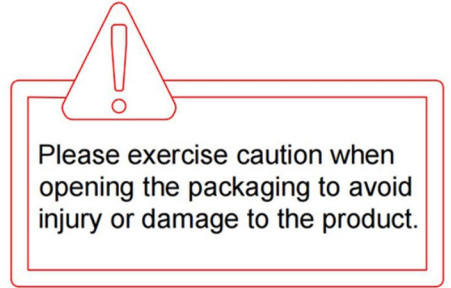 Please exercise caution when
opening the packaging to avoid
injury or damage to the product.